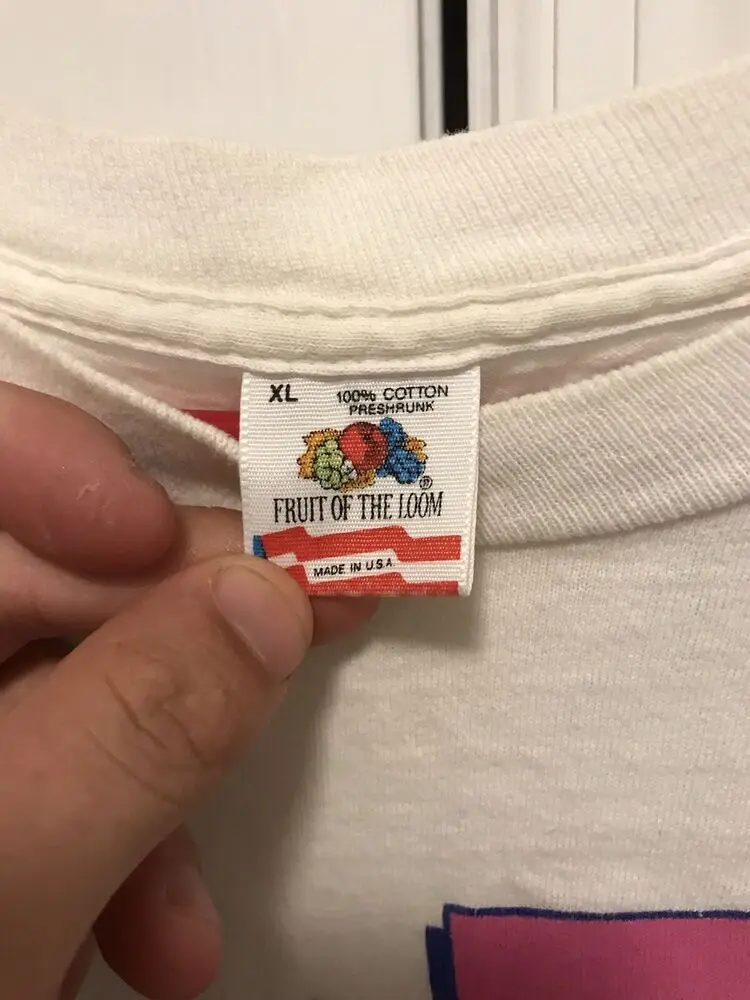 XL 100% COTTON
PRESHRUNK
®
FRUIT OF THE LOOM
MADE IN U.S.A.